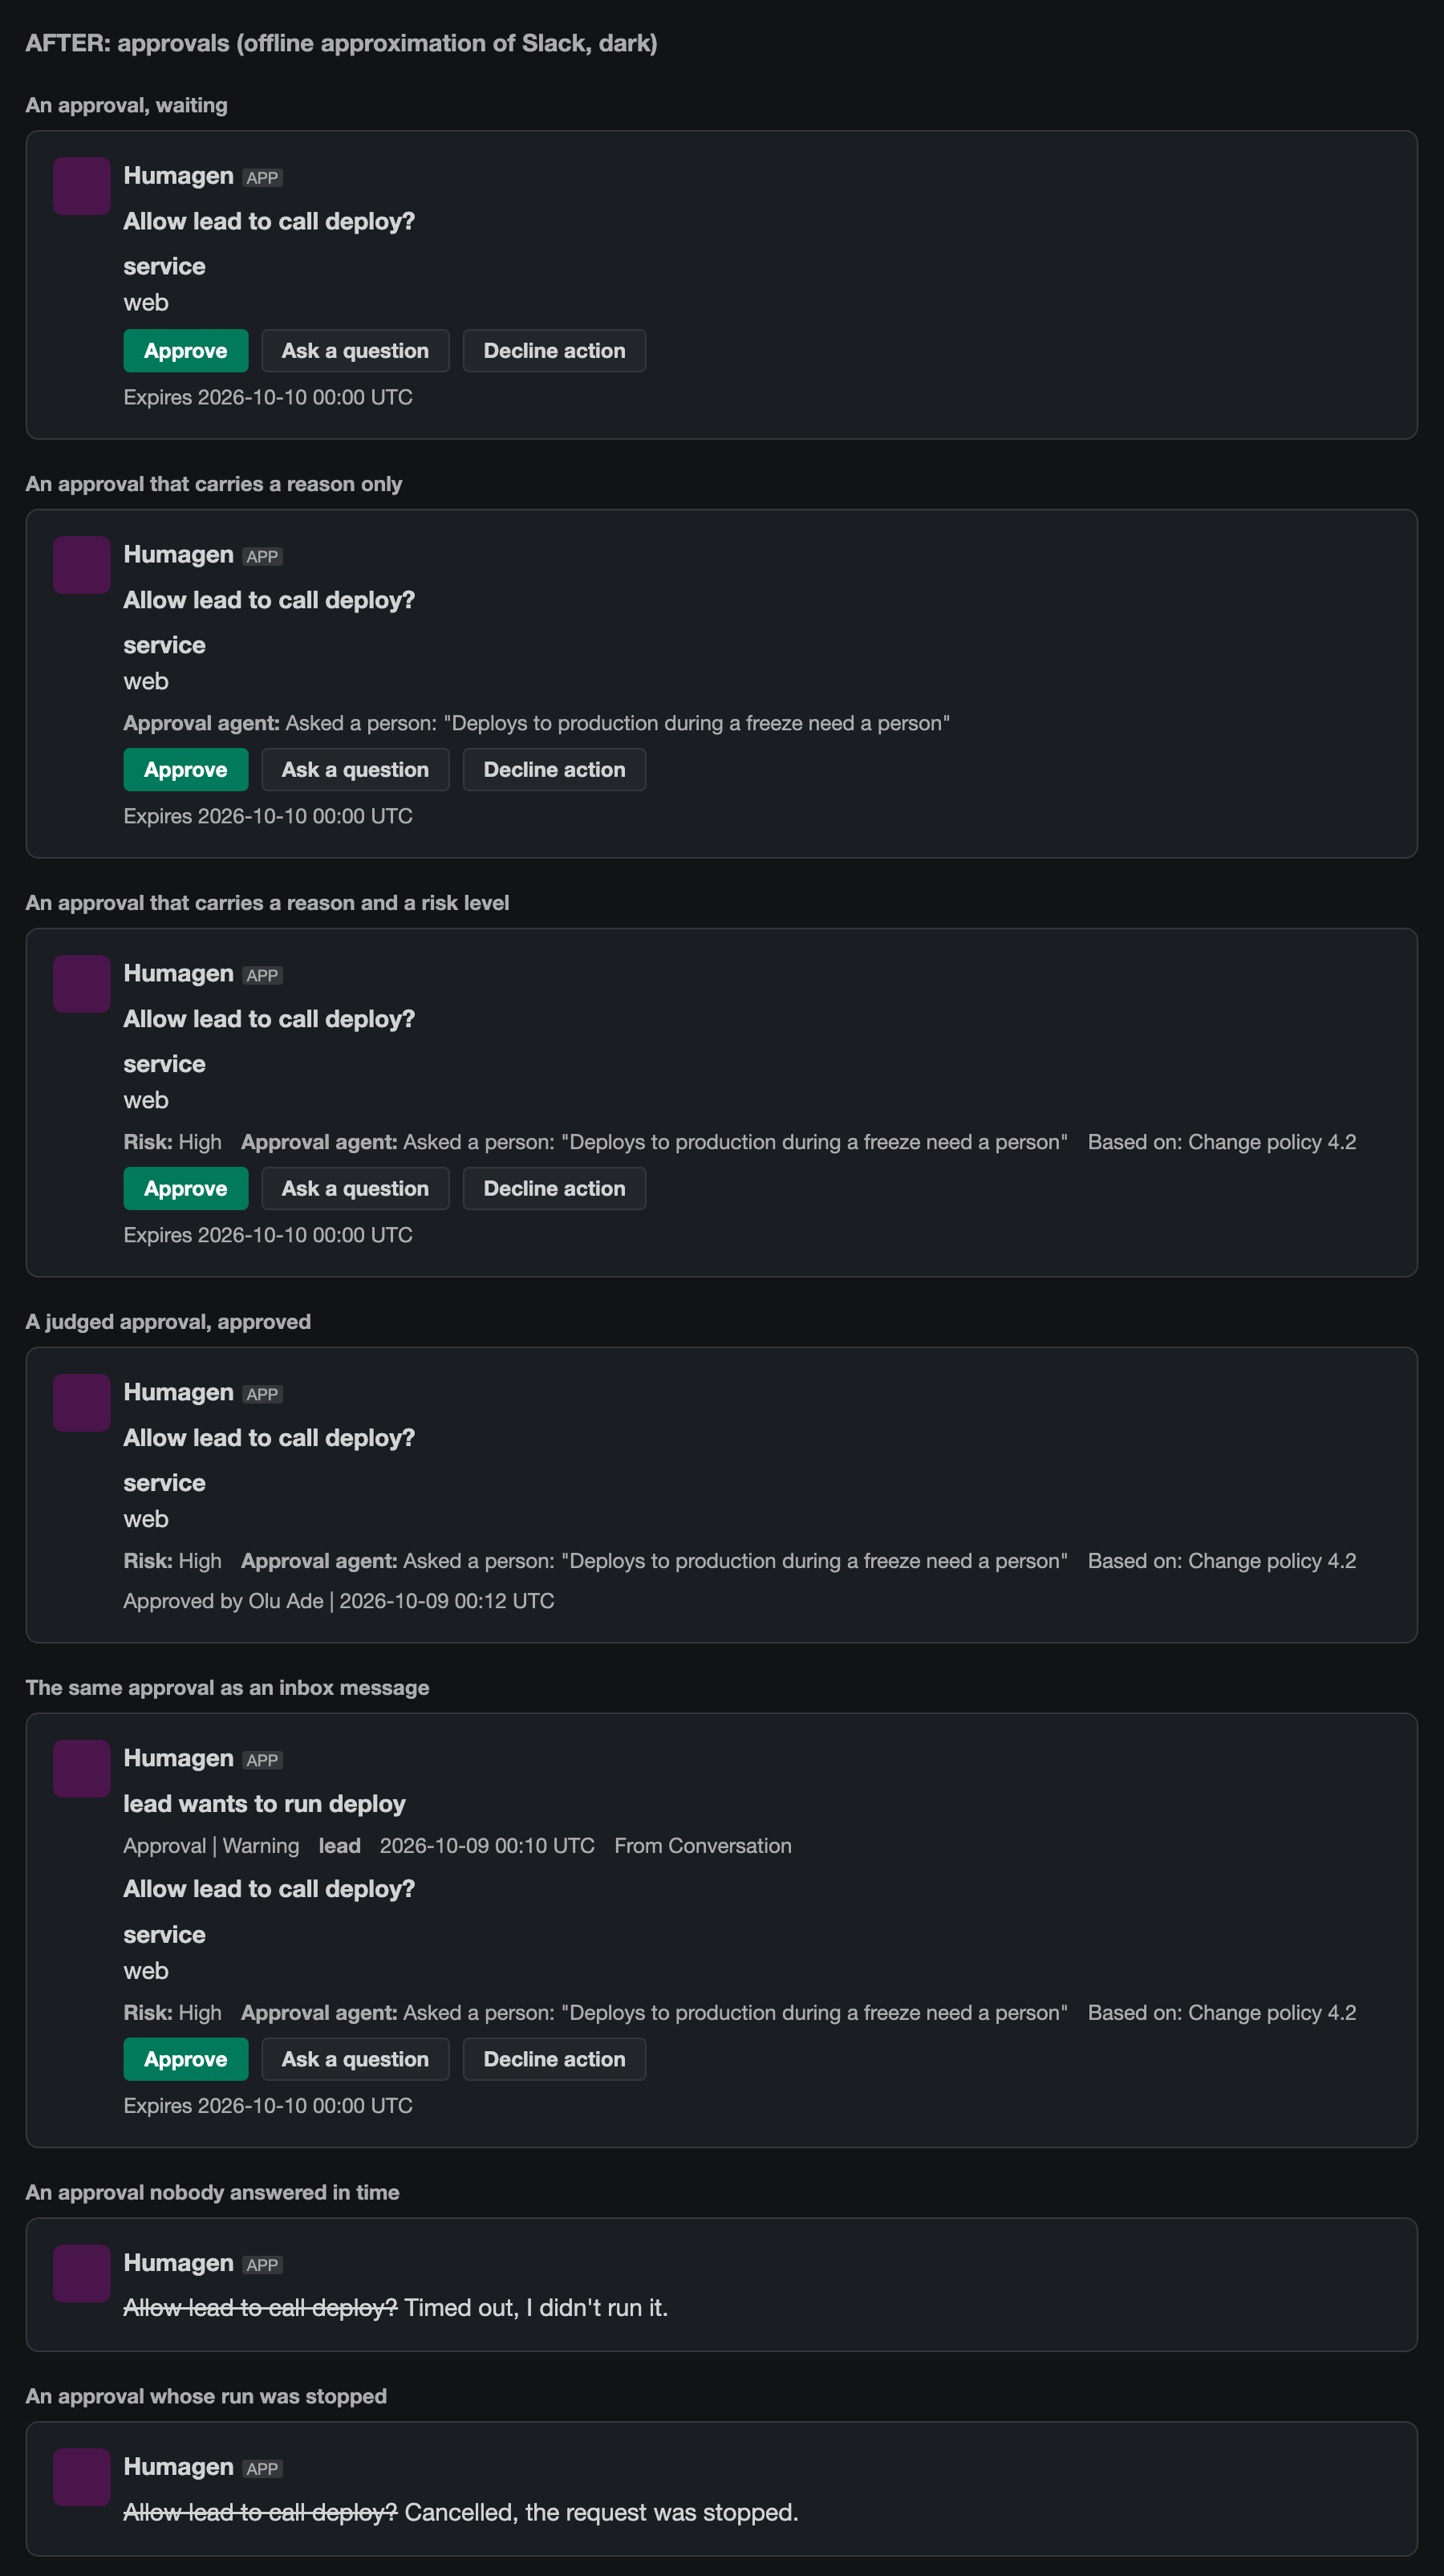 AFTER: approvals (offline approximation of Slack, dark)
An approval, waiting
Humagen APP
Allow lead to call deploy?
service
web
Approve Ask a question Decline action
Expires 2026-10-10 00:00 UTC
An approval that carries a reason only
Humagen APP
Allow lead to call deploy?
service
web
Approval agent: Asked a person: "Deploys to production during a freeze need a person"
Approve Ask a question Decline action
Expires 2026-10-10 00:00 UTC
An approval that carries a reason and a risk level
Humagen APP
Allow lead to call deploy?
service
web
Risk: High Approval agent: Asked a person: "Deploys to production during a freeze need a person" Based on: Change policy 4.2
Approve Ask a question Decline action
Expires 2026-10-10 00:00 UTC
A judged approval, approved
Humagen APP
Allow lead to call deploy?
service
web
Risk: High Approval agent: Asked a person: "Deploys to production during a freeze need a person" Based on: Change policy 4.2
Approved by Olu Ade | 2026-10-09 00:12 UTC
The same approval as an inbox message
Humagen APP
lead wants to run deploy
Approval | Warning lead 2026-10-09 00:10 UTC From Conversation
Allow lead to call deploy?
service
web
Risk: High Approval agent: Asked a person: "Deploys to production during a freeze need a person" Based on: Change policy 4.2
Approve Ask a question Decline action
Expires 2026-10-10 00:00 UTC
An approval nobody answered in time
Humagen APP
Allow lead to call deploy? Timed out, I didn't run it.
An approval whose run was stopped
Humagen APP
Allow lead to call deploy? Cancelled, the request was stopped.